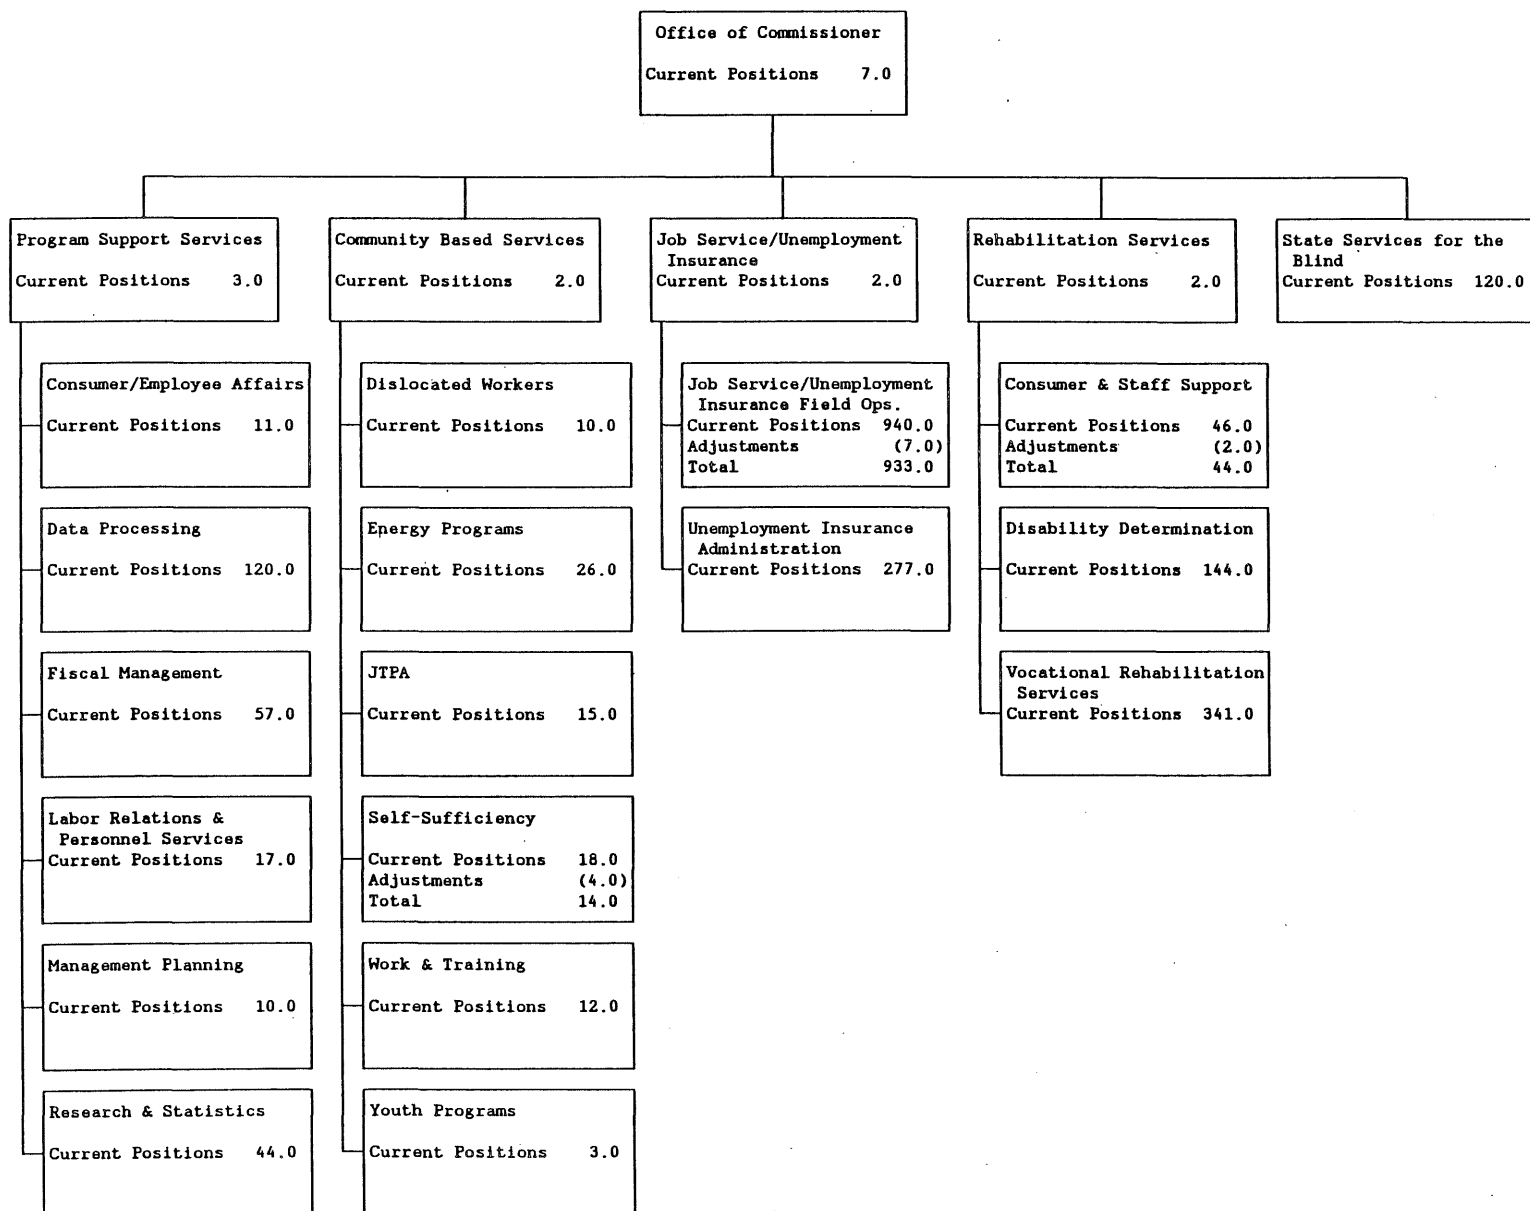 Office of Commissioner
Current Positions 7.0
Program Support Services
Current Positions 3.0
Consumer/Employee Affairs
Current Positions 11.0
Data Processing
Current Positions 120.0
Fiscal Management
Current Positions 57.0
Labor Relations &
Personnel Services
Current Positions 17.0
Management Planning
Current Positions 10.0
Research & Statistics
Current Positions 44.0
Community Based Services
Current Positions 2.0
Dislocated Workers
Current Positions 10.0
Energy Programs
Current Positions 26.0
JTPA
Current Positions 15.0
Self-Sufficiency
Current Positions 18.0
Adjustments (4.0)
Total 14.0
Work & Training
Current Positions 12.0
Youth Programs
Current Positions 3.0
Job Service/Unemployment
Insurance
Current Positions 2.0
Job Service/Unemployment
Insurance Field Ops.
Current Positions 940.0
Adjustments (7.0)
Total 933.0
Unemployment Insurance
Administration
Current Positions 277.0
Rehabilitation Services
Current Positions 2.0
Consumer & Staff Support
Current Positions 46.0
Adjustments (2.0)
Total 44.0
Disability Determination
Current Positions 144.0
Vocational Rehabilitation
Services
Current Positions 341.0
State Services for the
Blind
Current Positions 120.0